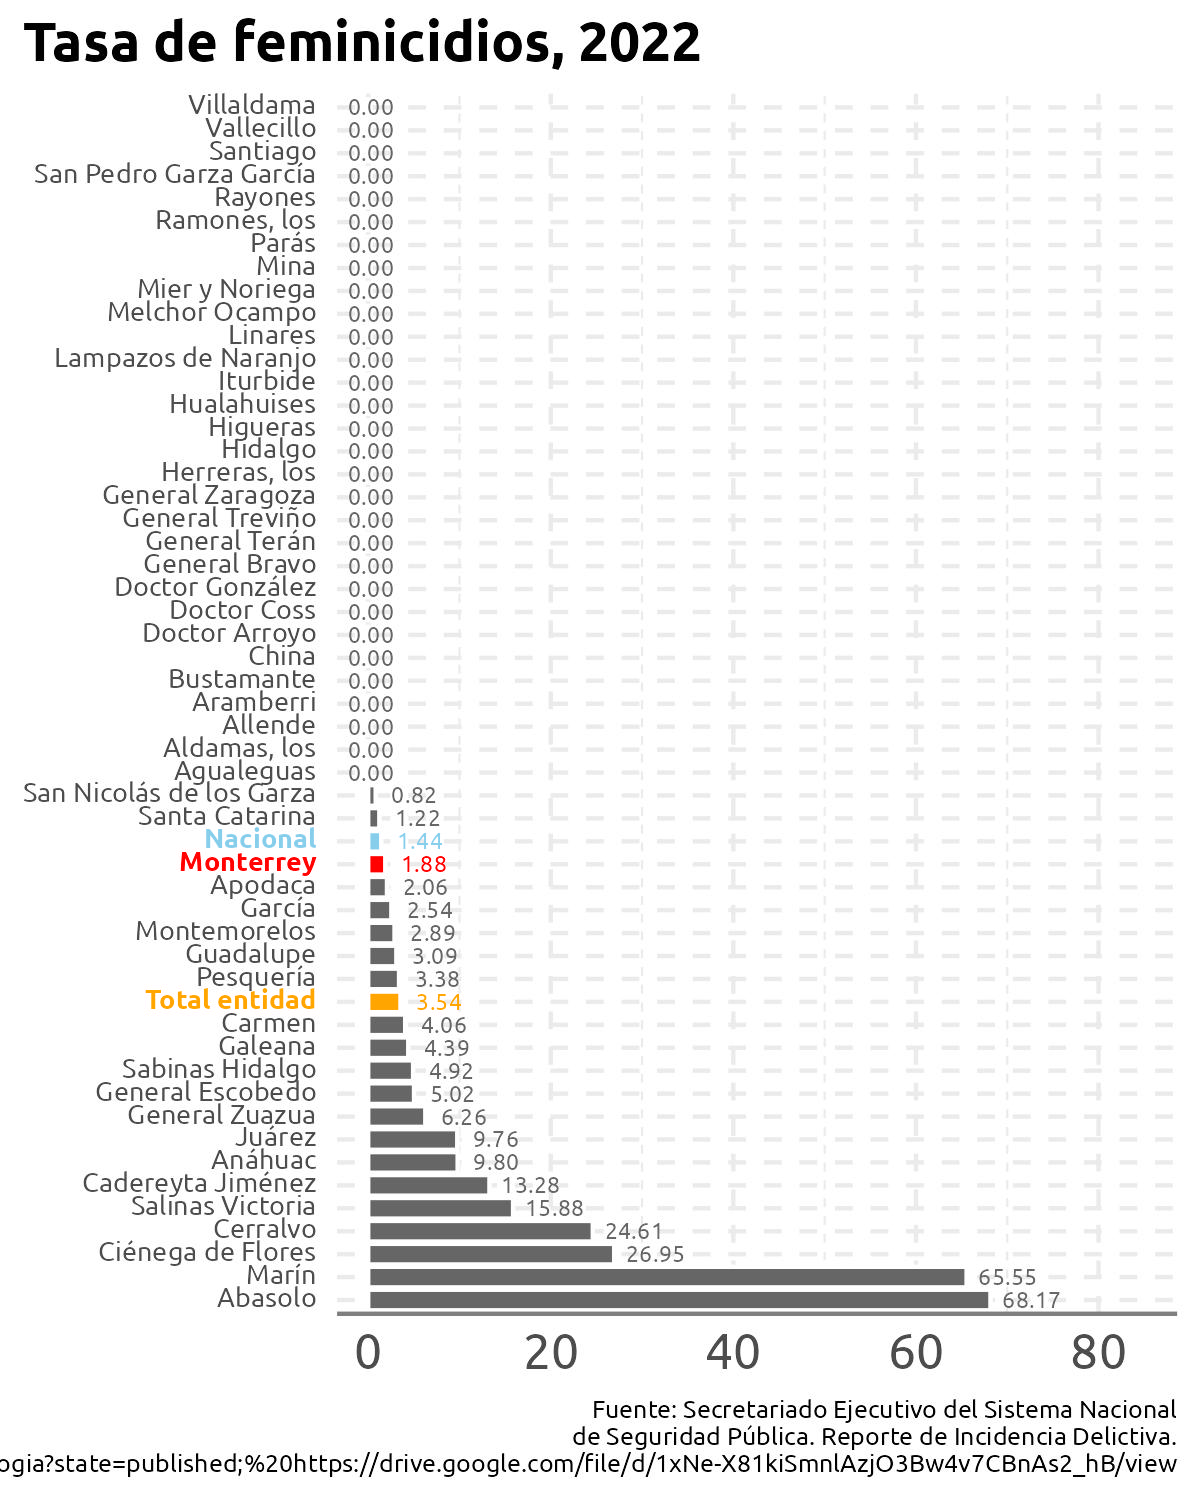 Tasa de feminicidios, 2022
Villaldama 0.00
Vallecillo 0.00
Santiago 0.00
San Pedro Garza García 0.00
Rayones 0.00
Ramones, los 0.00
Parás 0.00
Mina 0.00
Mier y Noriega 0.00
Melchor Ocampo 0.00
Linares 0.00
Lampazos de Naranjo 0.00
Iturbide 0.00
Hualahuises 0.00
Higueras 0.00
Hidalgo 0.00
Herreras, los 0.00
General Zaragoza 0.00
General Treviño 0.00
General Terán 0.00
General Bravo 0.00
Doctor González 0.00
Doctor Coss 0.00
Doctor Arroyo 0.00
China 0.00
Bustamante 0.00
Aramberri 0.00
Allende 0.00
Aldamas, los 0.00
Agualeguas 0.00
San Nicolás de los Garza 0.82
Santa Catarina 1.22
Nacional 1.44
Monterrey 1.88
Apodaca 2.06
García 2.54
Montemorelos 2.89
Guadalupe 3.09
Pesquería 3.38
Total entidad 3.54
Carmen 4.06
Galeana 4.39
Sabinas Hidalgo 4.92
General Escobedo 5.02
General Zuazua 6.26
Juárez 9.76
Anáhuac 9.80
Cadereyta Jiménez 13.28
Salinas Victoria 15.88
Cerralvo 24.61
Ciénega de Flores 26.95
Marín 65.55
Abasolo 68.17
0 20 40 60 80
Fuente: Secretariado Ejecutivo del Sistema Nacional
de Seguridad Pública. Reporte de Incidencia Delictiva.
ogia?state=published;%20https://drive.google.com/file/d/1xNe-X81kiSmnlAzjO3Bw4v7CBnAs2_hB/view